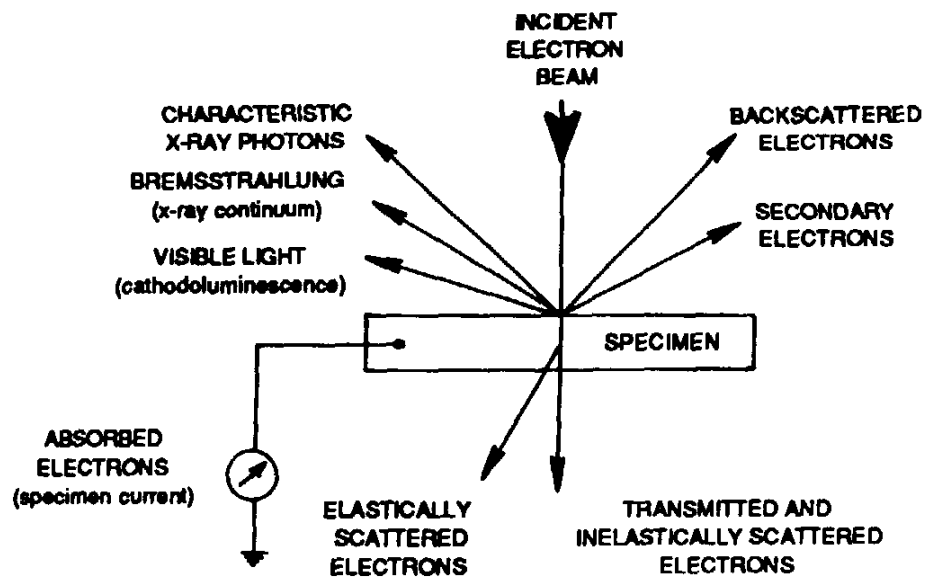 INCIDENT
ELECTRON
BEAM
CHARACTERISTIC
X-RAY PHOTONS
BREMSSTRAHLUNG
(x-ray continuum)
VISIBLE LIGHT
(cathodoluminescence)
BACKSCATTERED
ELECTRONS
SECONDARY
ELECTRONS
SPECIMEN
ABSORBED
ELECTRONS
(specimen current)
ELASTICALLY
SCATTERED
ELECTRONS
TRANSMITTED AND
INELASTICALLY SCATTERED
ELECTRONS